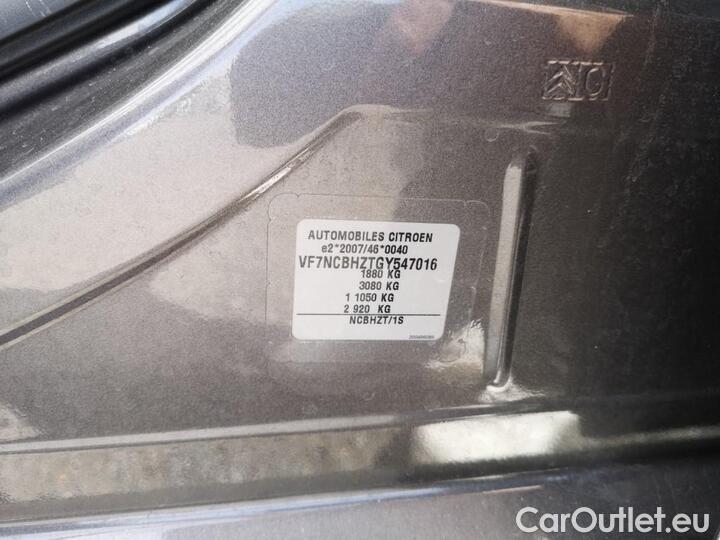 AUTOMOBILES CITROEN
e2*2007/46*0040
VF7NCBHZTGY547016
1880 KG
3080 KG
1 1050 KG
2 920 KG
NCBHZT/1S
CarOutlet.eu